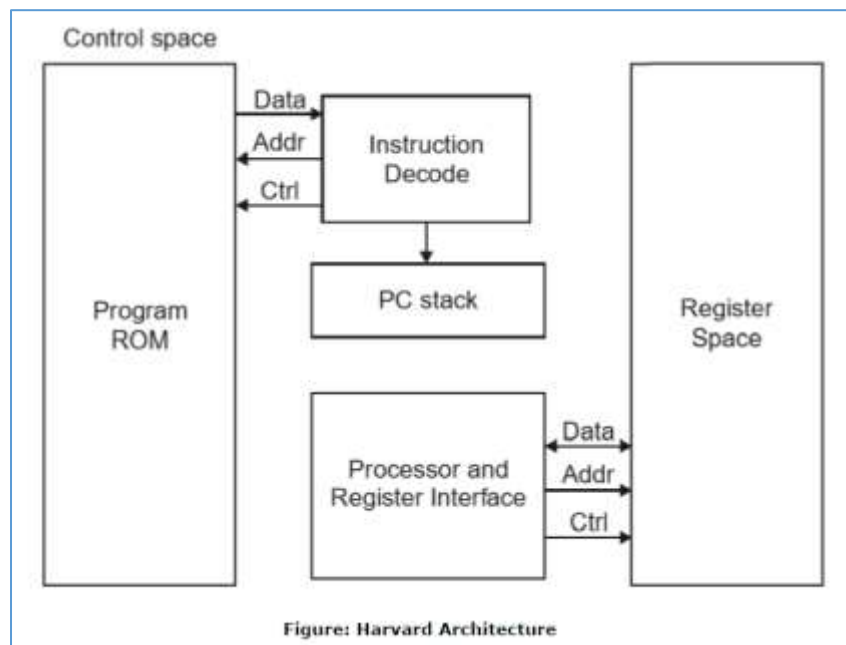 Control space
Data
Addr
Ctrl
Instruction
Decode
PC stack
Program
ROM
Register
Space
Processor and
Register Interface
Data
Addr
Ctrl
Figure: Harvard Architecture